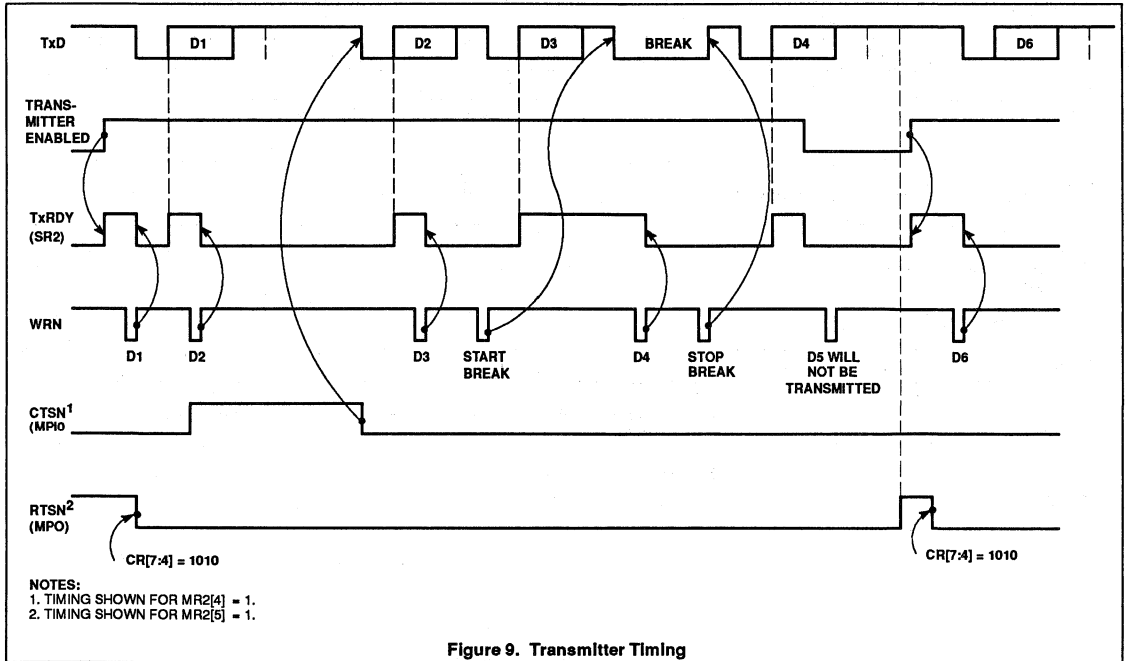 TxD
D1
D2
D3
BREAK
D4
D6
TRANS-
MITTER
ENABLED
TxRDY
(SR2)
WRN
D1
D2
D3
START
BREAK
D4
STOP
BREAK
D5 WILL
NOT BE
TRANSMITTED
D6
CTSN1
(MPI0
RTSN2
(MPO)
CR[7:4] = 1010
CR[7:4] = 1010
NOTES:
1. TIMING SHOWN FOR MR2[4] = 1.
2. TIMING SHOWN FOR MR2[5] = 1.
Figure 9. Transmitter Timing